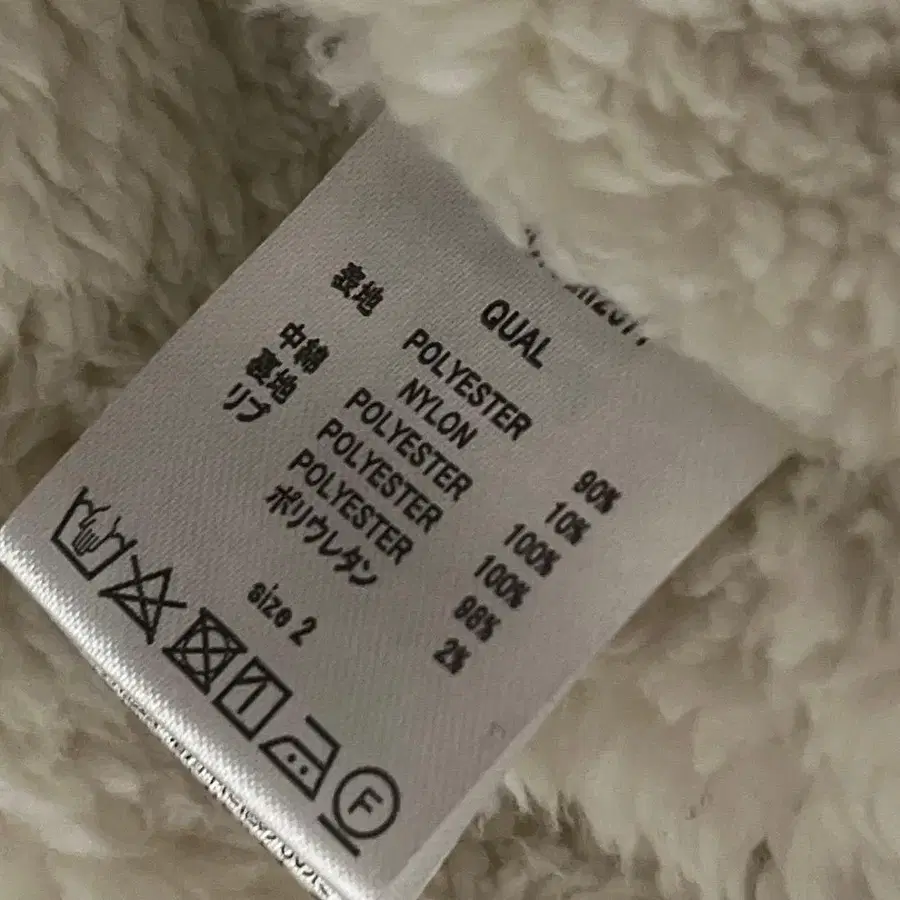 QUAL
表地 POLYESTER 90%
NYLON 10%
中綿 POLYESTER 100%
裏地 POLYESTER 100%
リブ POLYESTER 98%
ポリウレタン 2%
size 2
F